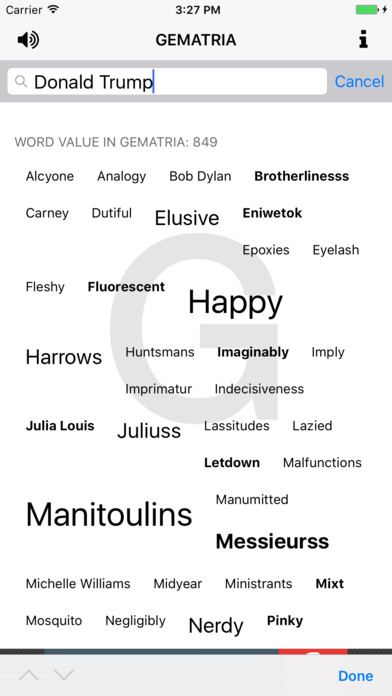 Carrier 3:27 PM
GEMATRIA
Donald Trump Cancel
WORD VALUE IN GEMATRIA: 849
Alcyone Analogy Bob Dylan Brotherlinesss
Carney Dutiful Elusive Eniwetok
Epoxies Eyelash
Fleshy Fluorescent Happy
Harrows Huntsmans Imaginably Imply
Imprimatur Indecisiveness
Julia Louis Juliuss Lassitudes Lazied
Letdown Malfunctions
Manitoulins Manumitted
Messieurss
Michelle Williams Midyear Ministrants Mixt
Mosquito Negligibly Nerdy Pinky
G
Done